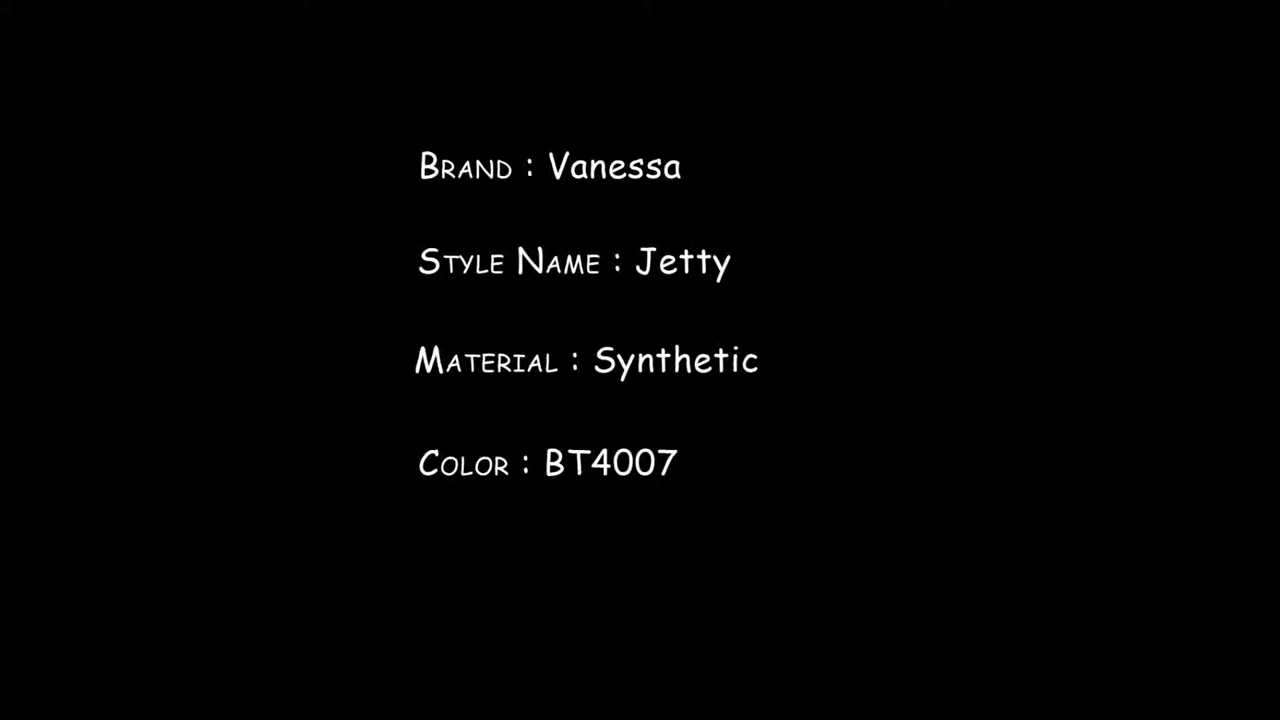 Brand : Vanessa
Style Name : Jetty
Material : Synthetic
Color : BT4007